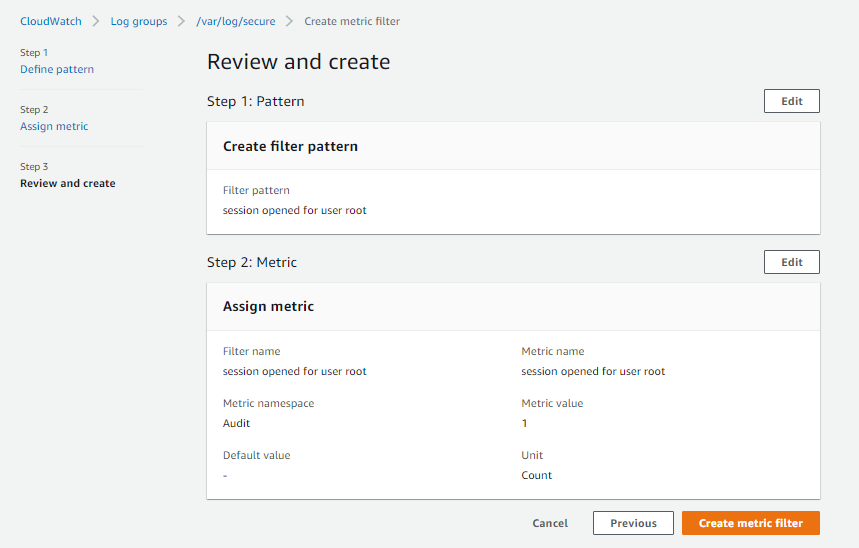 CloudWatch > Log groups > /var/log/secure > Create metric filter
Step 1
Define pattern
Step 2
Assign metric
Step 3
Review and create
Review and create
Step 1: Pattern
Edit
Create filter pattern
Filter pattern
session opened for user root
Step 2: Metric
Edit
Assign metric
Filter name
session opened for user root
Metric name
session opened for user root
Metric namespace
Audit
Metric value
1
Default value
-
Unit
Count
Cancel
Previous
Create metric filter